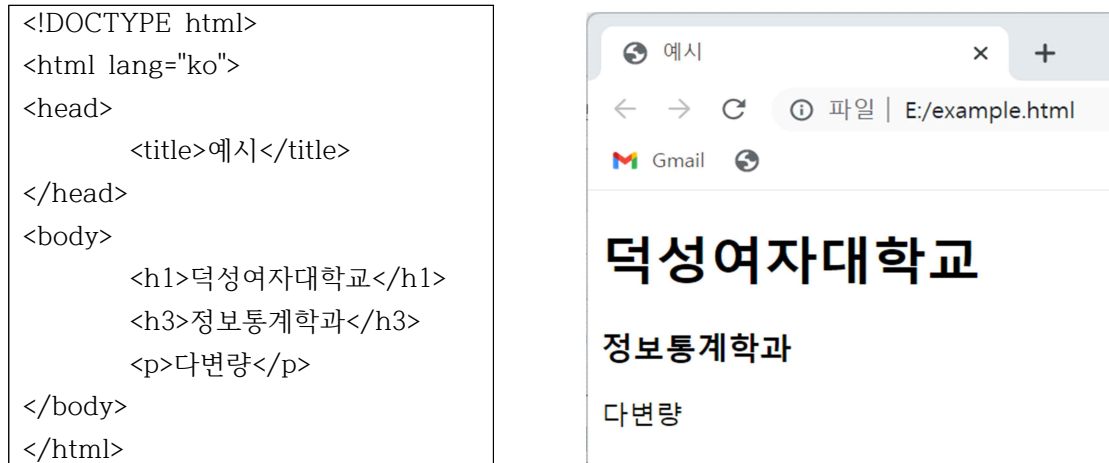 <!DOCTYPE html>
<html lang="ko">
<head>
<title>예시</title>
</head>
<body>
<h1>덕성여자대학교</h1>
<h3>정보통계학과</h3>
<p>다변량</p>
</body>
</html>
예시
파일 | E:/example.html
Gmail
덕성여자대학교
정보통계학과
다변량